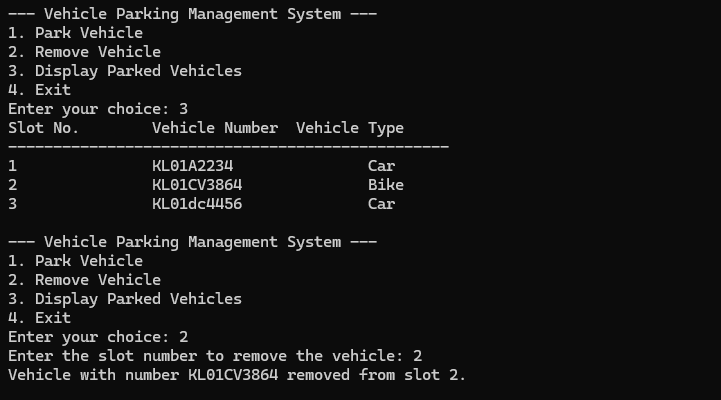 --- Vehicle Parking Management System ---
1. Park Vehicle
2. Remove Vehicle
3. Display Parked Vehicles
4. Exit
Enter your choice: 3
Slot No.        Vehicle Number  Vehicle Type
-------------------------------------------------
1               KL01A2234               Car
2               KL01CV3864              Bike
3               KL01dc4456              Car

--- Vehicle Parking Management System ---
1. Park Vehicle
2. Remove Vehicle
3. Display Parked Vehicles
4. Exit
Enter your choice: 2
Enter the slot number to remove the vehicle: 2
Vehicle with number KL01CV3864 removed from slot 2.